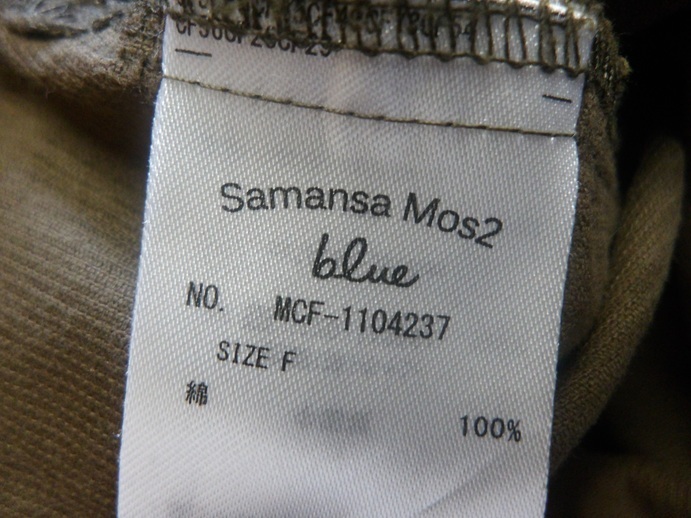 Samansa Mos2
blue
NO. MCF-1104237
SIZE F
綿 100%